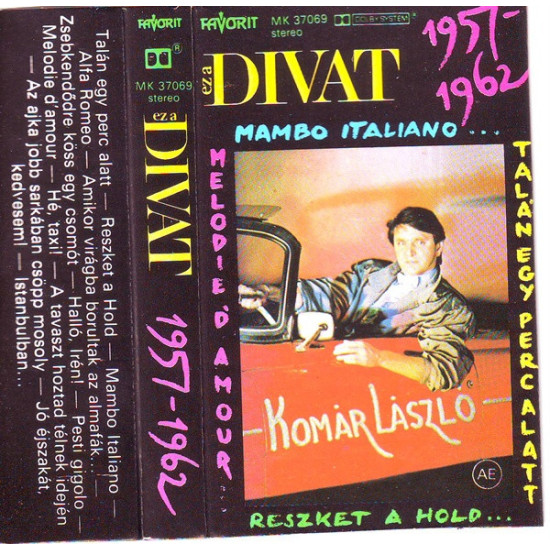 Talán egy perc alatt — Reszket a Hold — Mambo Italiano —
Alfa Romeo — Amikor virágba borultak az almafák... —
Zsebkendődre köss egy csomót — Halló, Irén! — Pesti gigolo —
Melodie d'amour — Hé, taxi! — A tavaszt hoztad télnek idején
— Az ajka jobb sarkában csöpp mosoly — Jó éjszakát,
kedvesem! — Istanbulban...
FAVORIT
MK 37069
stereo
ez a
DIVAT
1957-1962
FAVORIT
MK 37069
stereo
DOLBY SYSTEM
ez a
DIVAT
1957-
1962
MAMBO ITALIANO...
MELODIE D'AMOUR...
TALÁN EGY PERC ALATT
KOMÁR LÁSZLÓ
AE
RESZKET A HOLD...